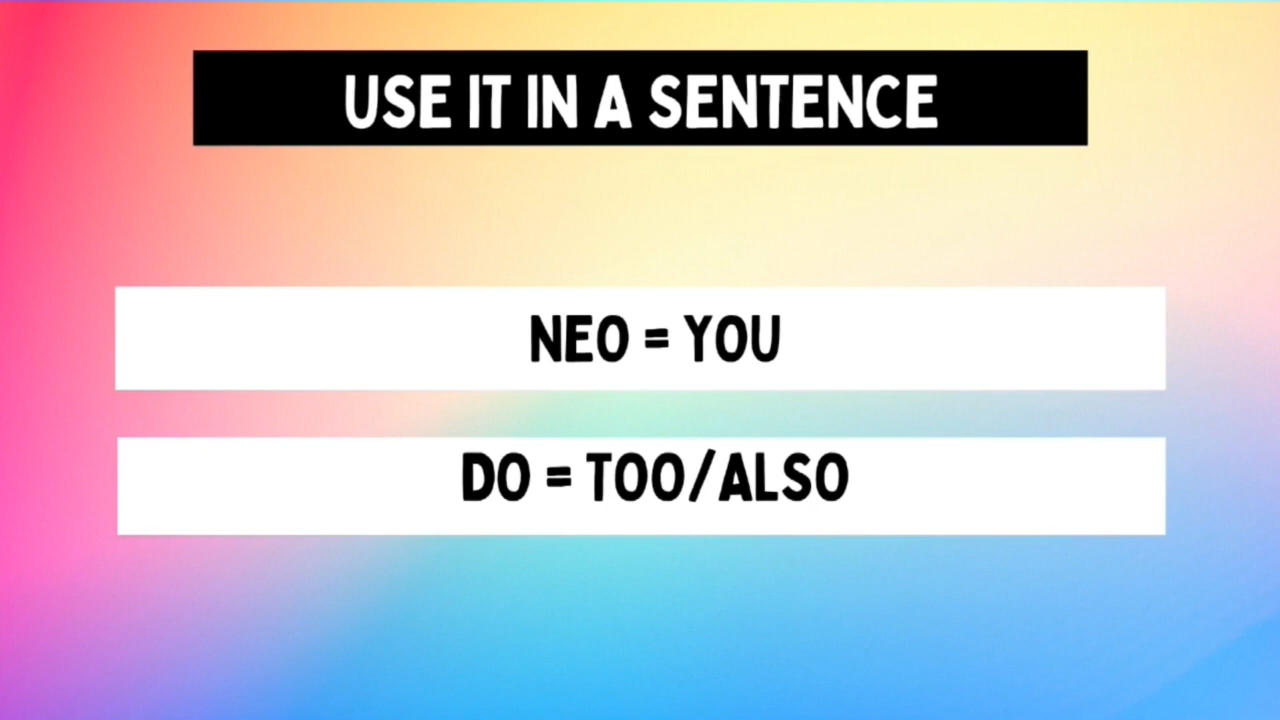 USE IT IN A SENTENCE
NEO = YOU
DO = TOO/ALSO